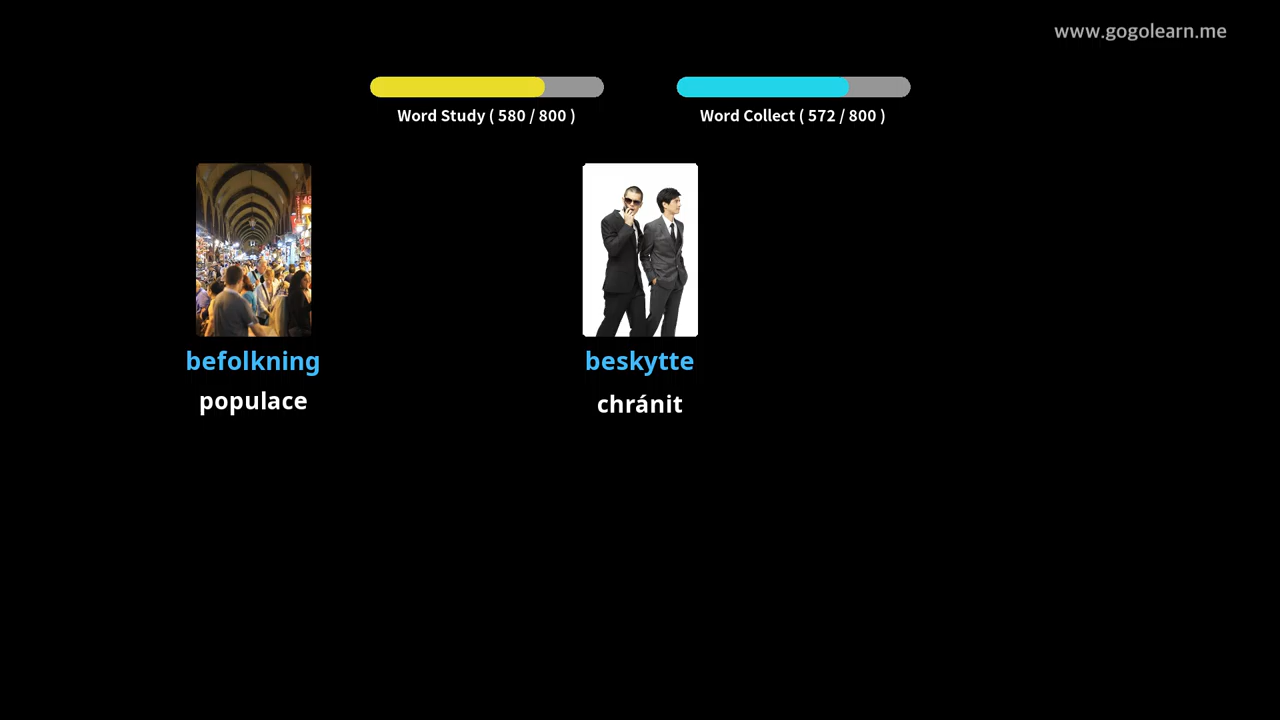 www.gogolearn.me
Word Study ( 580 / 800 )
Word Collect ( 572 / 800 )
befolkning
populace
beskytte
chránit